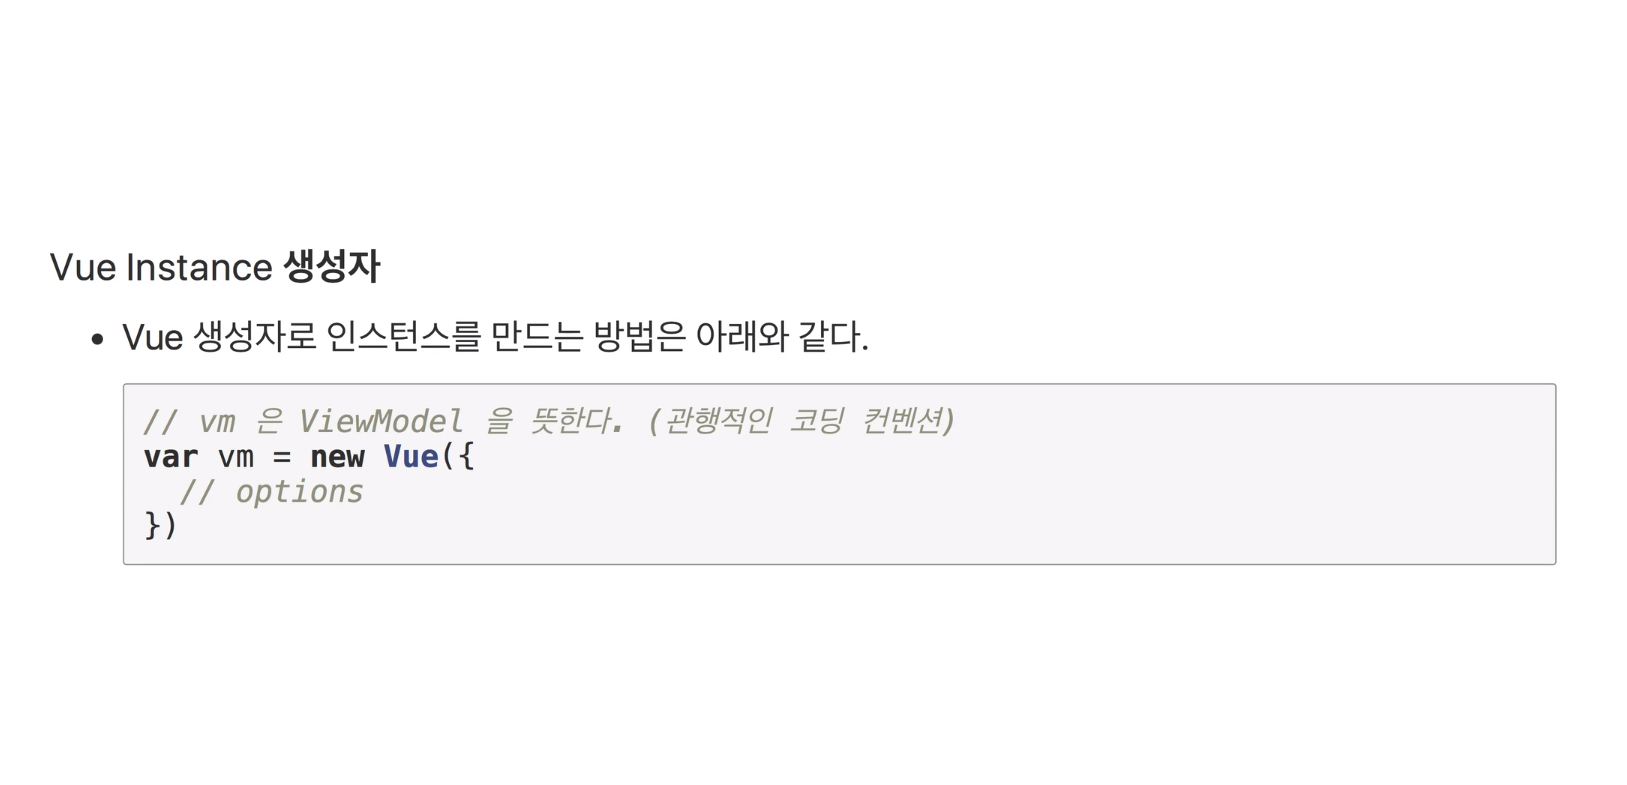 Vue Instance 생성자
• Vue 생성자로 인스턴스를 만드는 방법은 아래와 같다.
// vm 은 ViewModel 을 뜻한다. (관행적인 코딩 컨벤션)
var vm = new Vue({
  // options
})